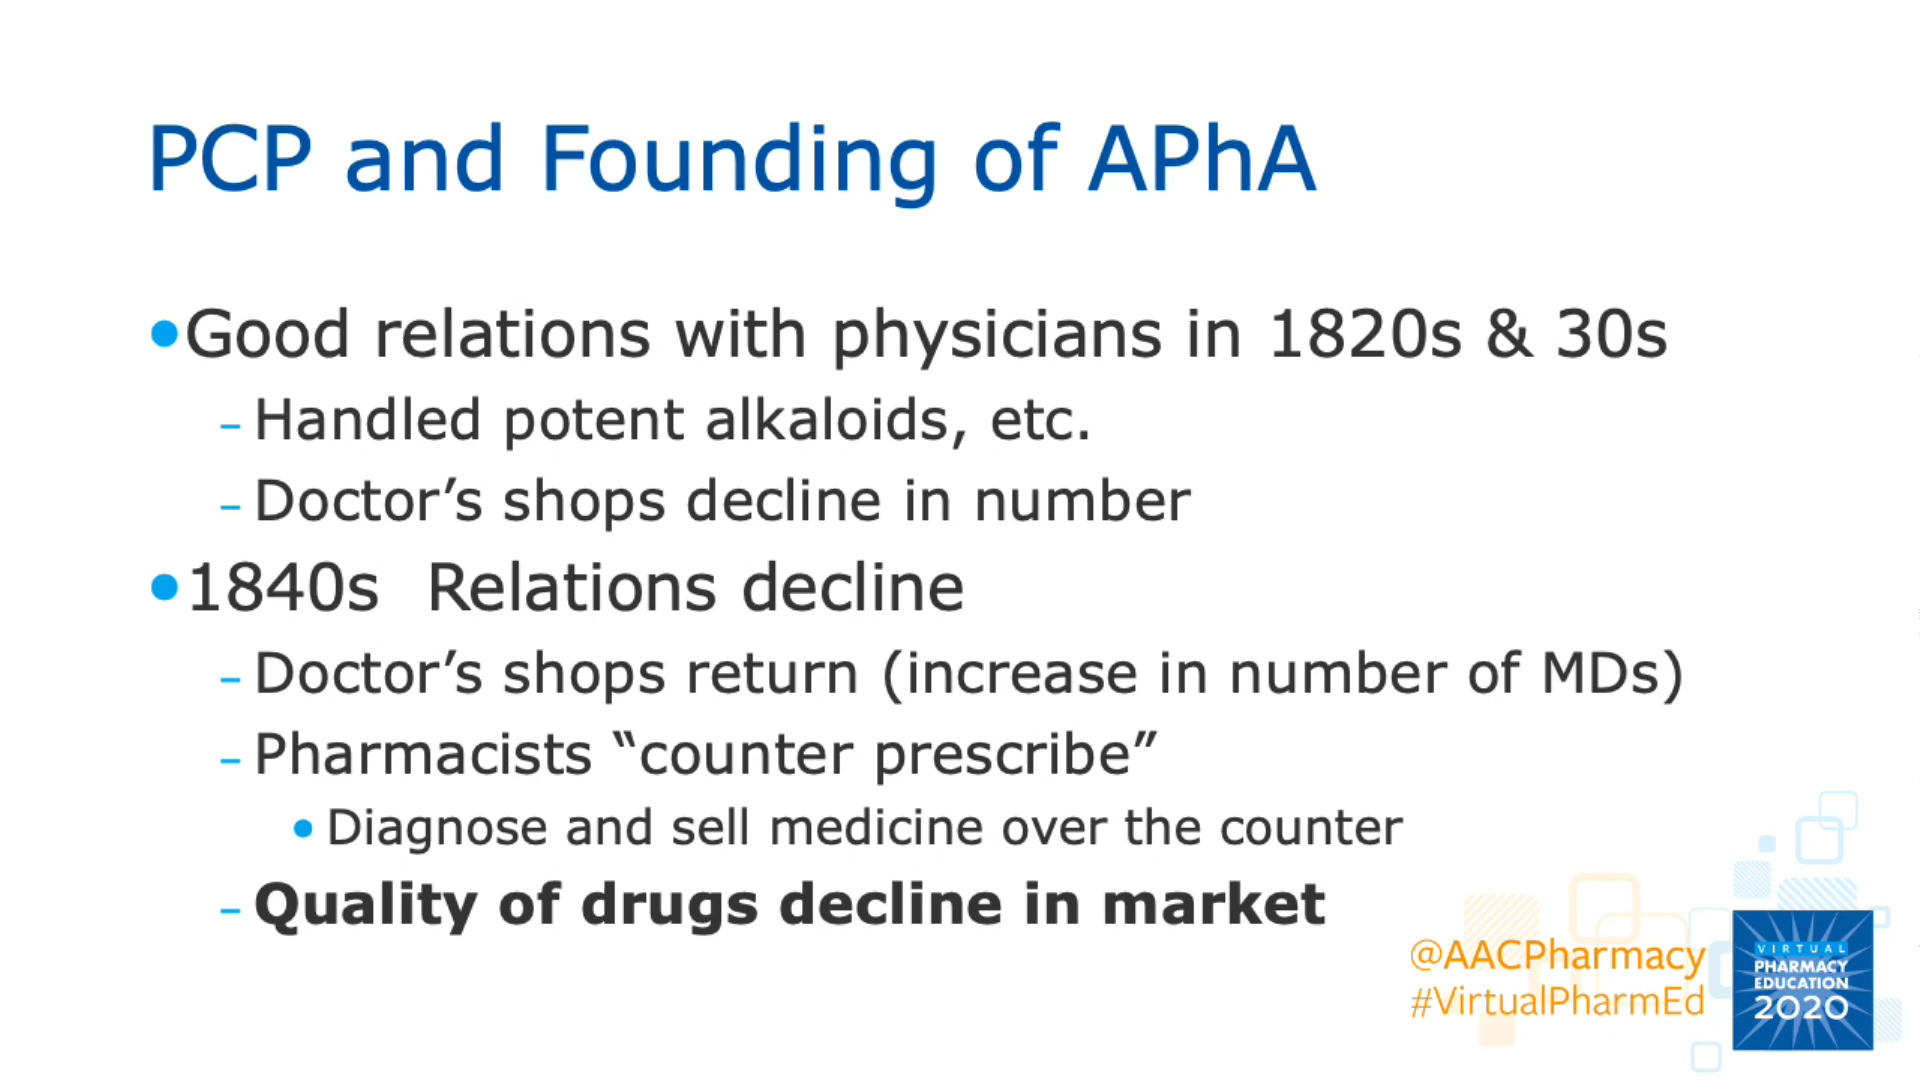 PCP and Founding of APhA
•Good relations with physicians in 1820s & 30s
– Handled potent alkaloids, etc.
– Doctor’s shops decline in number
•1840s  Relations decline
– Doctor’s shops return (increase in number of MDs)
– Pharmacists “counter prescribe”
• Diagnose and sell medicine over the counter
– Quality of drugs decline in market
@AACPharmacy
#VirtualPharmEd
VIRTUAL
PHARMACY
EDUCATION
2020